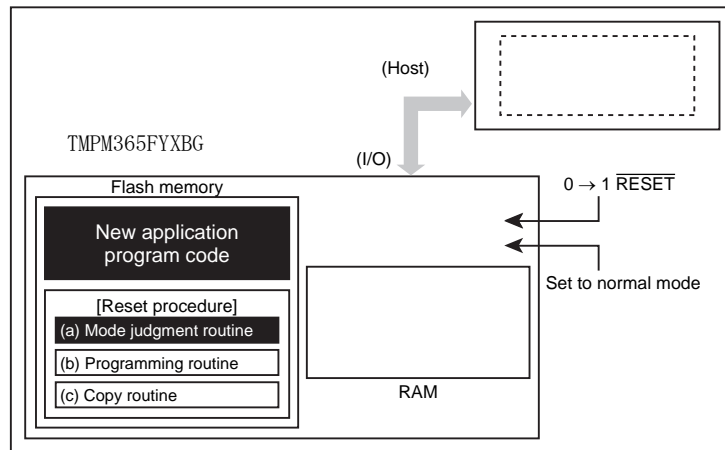 (Host)
TMPM365FYXBG
(I/O)
Flash memory
0 → 1 RESET
New application
program code
Set to normal mode
[Reset procedure]
(a) Mode judgment routine
(b) Programming routine
(c) Copy routine
RAM